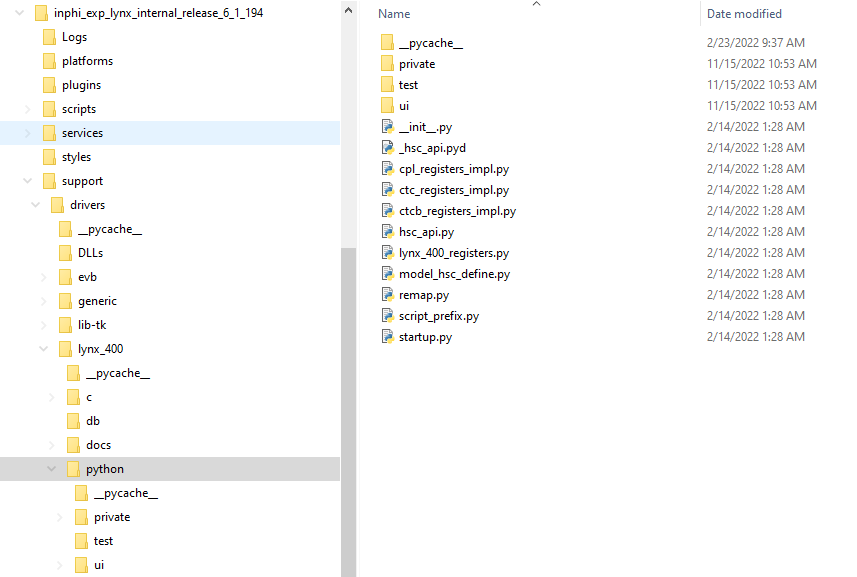 inphi_exp_lynx_internal_release_6_1_194
Logs
platforms
plugins
scripts
services
styles
support
drivers
__pycache__
DLLs
evb
generic
lib-tk
lynx_400
__pycache__
c
db
docs
python
__pycache__
private
test
ui
Name Date modified
__pycache__ 2/23/2022 9:37 AM
private 11/15/2022 10:53 AM
test 11/15/2022 10:53 AM
ui 11/15/2022 10:53 AM
__init__.py 2/14/2022 1:28 AM
_hsc_api.pyd 2/14/2022 1:28 AM
cpl_registers_impl.py 2/14/2022 1:28 AM
ctc_registers_impl.py 2/14/2022 1:28 AM
ctcb_registers_impl.py 2/14/2022 1:28 AM
hsc_api.py 2/14/2022 1:28 AM
lynx_400_registers.py 2/14/2022 1:28 AM
model_hsc_define.py 2/14/2022 1:28 AM
remap.py 2/14/2022 1:28 AM
script_prefix.py 2/14/2022 1:28 AM
startup.py 2/14/2022 1:28 AM